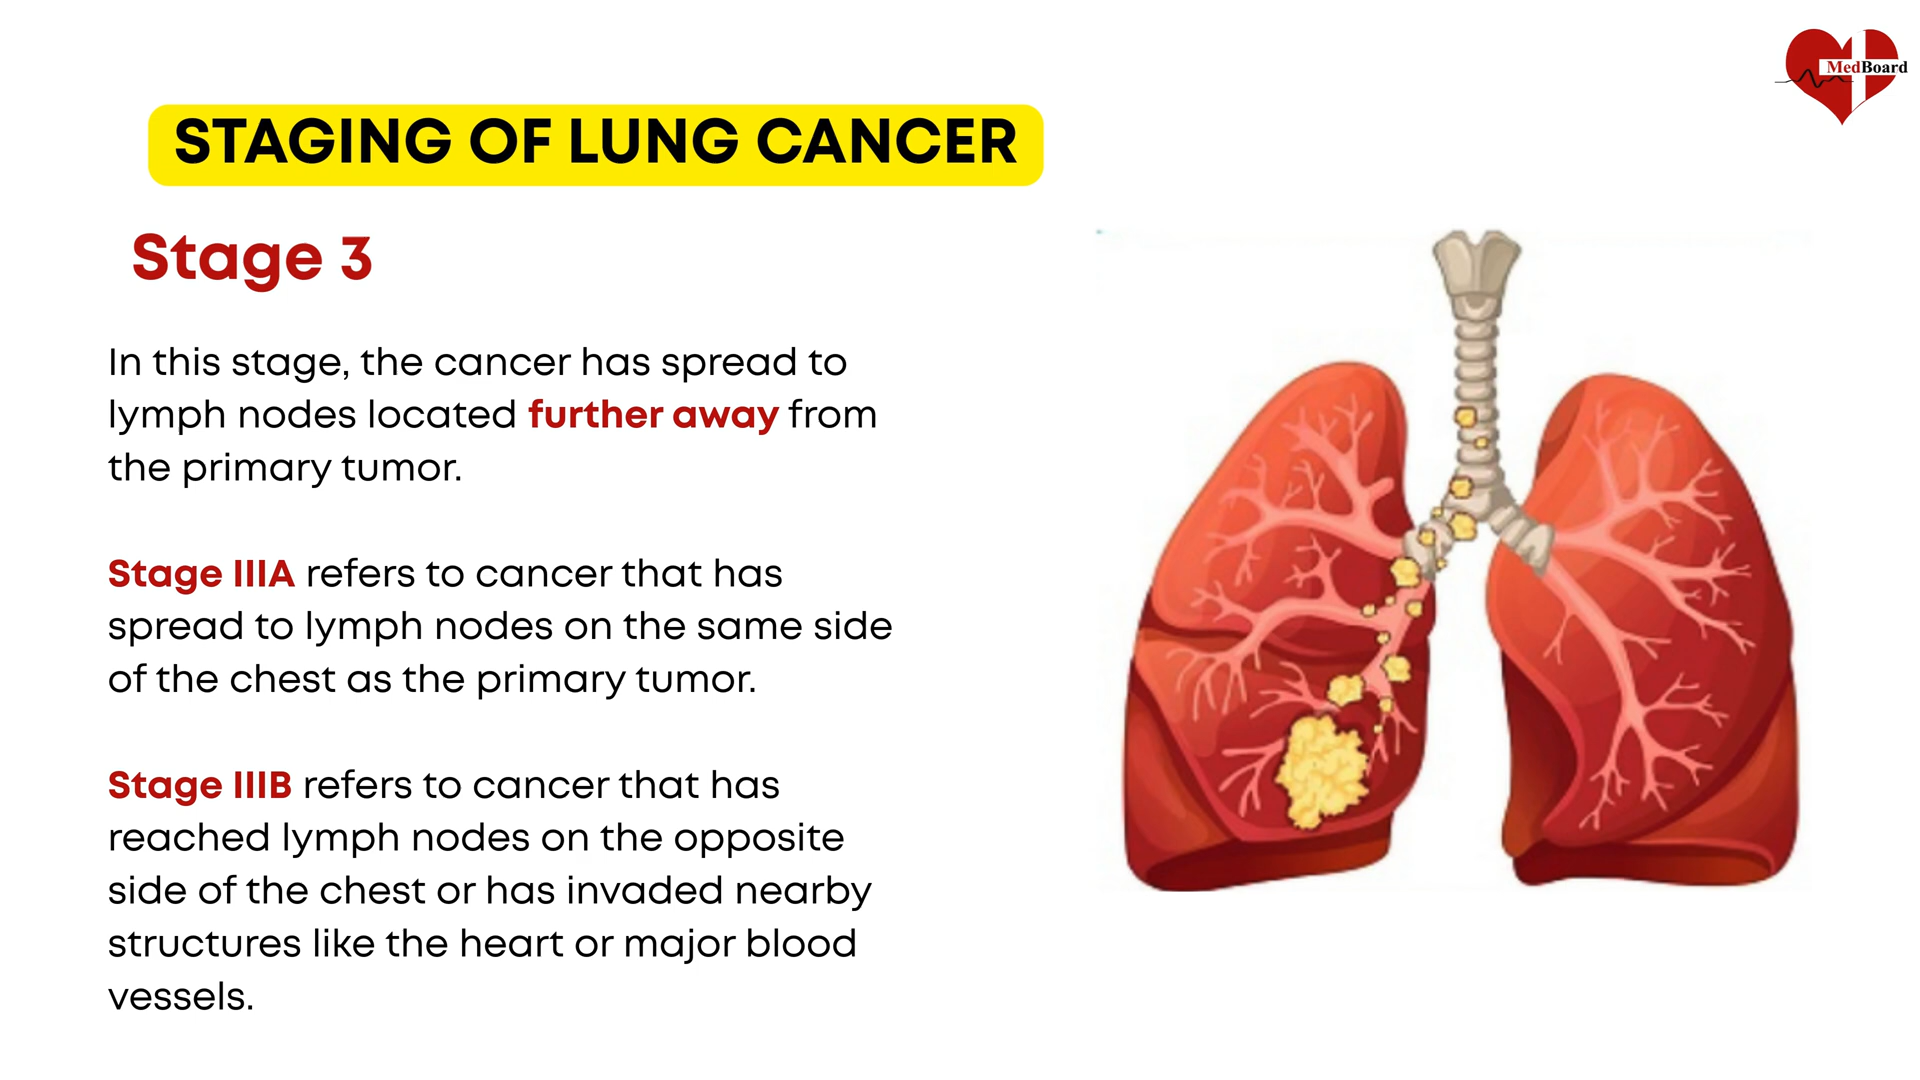 MedBoard
STAGING OF LUNG CANCER
Stage 3
In this stage, the cancer has spread to
lymph nodes located further away from
the primary tumor.
Stage IIIA refers to cancer that has
spread to lymph nodes on the same side
of the chest as the primary tumor.
Stage IIIB refers to cancer that has
reached lymph nodes on the opposite
side of the chest or has invaded nearby
structures like the heart or major blood
vessels.